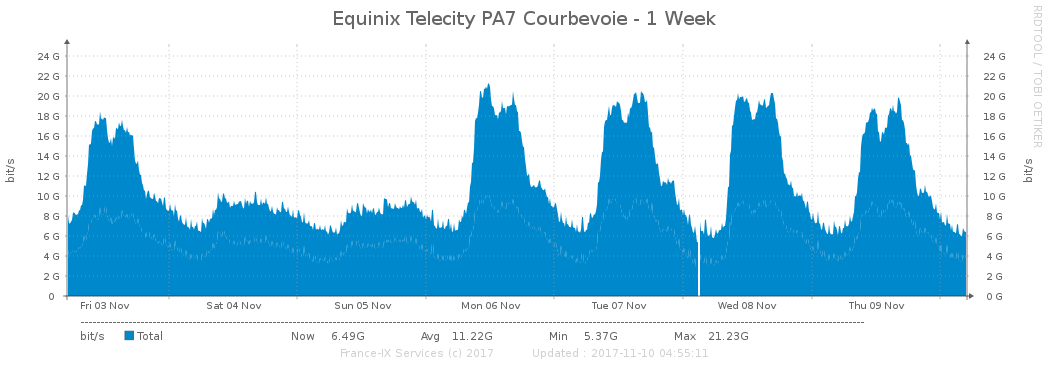 Equinix Telecity PA7 Courbevoie - 1 Week
RRDTOOL / TOBI OETIKER
bit/s
24 G 24 G
22 G 22 G
20 G 20 G
18 G 18 G
16 G 16 G
14 G 14 G
12 G 12 G
10 G 10 G
8 G 8 G
6 G 6 G
4 G 4 G
2 G 2 G
0 0 G
bit/s
Fri 03 Nov Sat 04 Nov Sun 05 Nov Mon 06 Nov Tue 07 Nov Wed 08 Nov Thu 09 Nov
bit/s Total Now 6.49G Avg 11.22G Min 5.37G Max 21.23G
France-IX Services (c) 2017 Updated : 2017-11-10 04:55:11